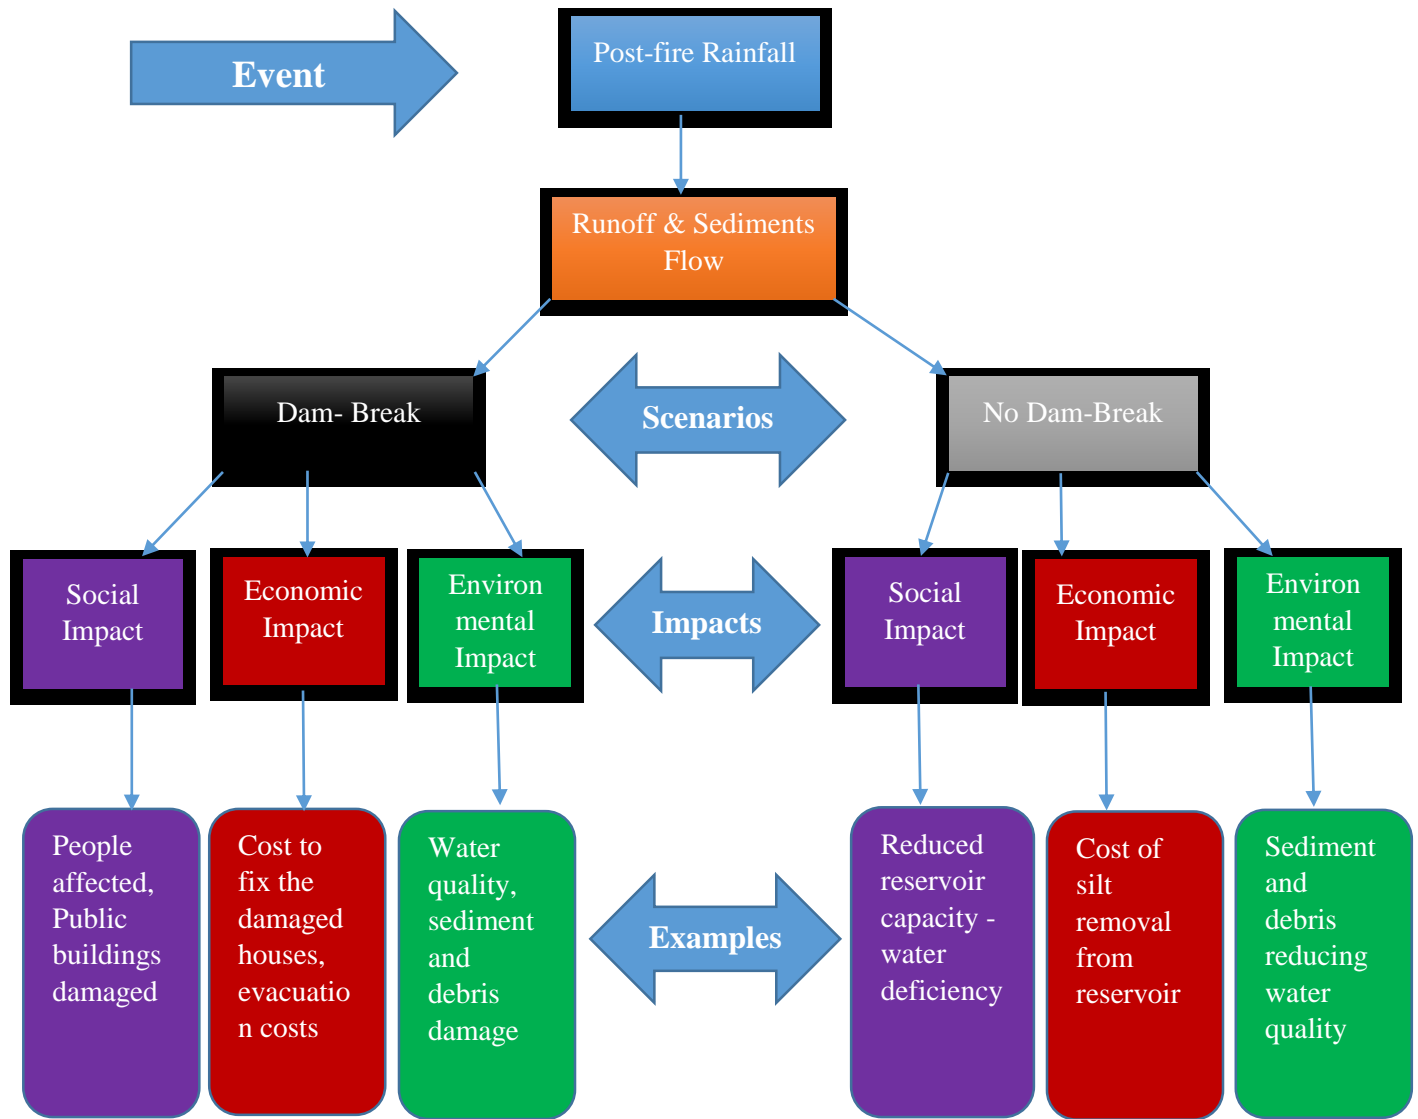 Event
Post-fire Rainfall
Runoff & Sediments
Flow
Dam- Break
Scenarios
No Dam-Break
Social
Impact
Economic
Impact
Environ
mental
Impact
Impacts
Social
Impact
Economic
Impact
Environ
mental
Impact
People
affected,
Public
buildings
damaged
Cost to
fix the
damaged
houses,
evacuatio
n costs
Water
quality,
sediment
and
debris
damage
Examples
Reduced
reservoir
capacity -
water
deficiency
Cost of
silt
removal
from
reservoir
Sediment
and
debris
reducing
water
quality